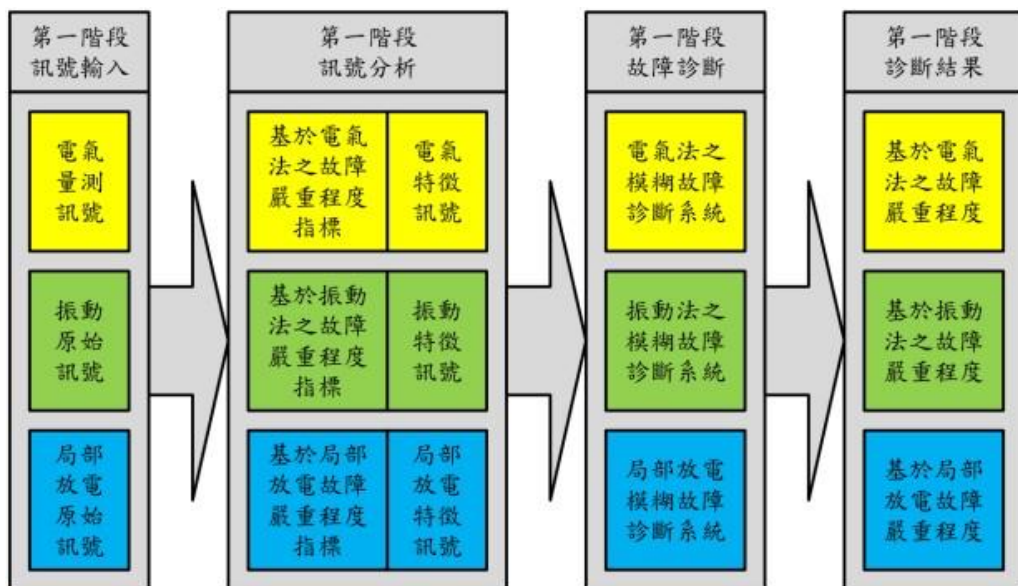 第一階段
訊號輸入
電氣
量測
訊號
振動
原始
訊號
局部
放電
原始
訊號
第一階段
訊號分析
基於電氣
法之故障
嚴重程度
指標
電氣
特徵
訊號
基於振動
法之故障
嚴重程度
指標
振動
特徵
訊號
基於局部
放電故障
嚴重程度
指標
局部
放電
特徵
訊號
第一階段
故障診斷
電氣法之
模糊故障
診斷系統
振動法之
模糊故障
診斷系統
局部放電
模糊故障
診斷系統
第一階段
診斷結果
基於電氣
法之故障
嚴重程度
基於振動
法之故障
嚴重程度
基於局部
放電故障
嚴重程度